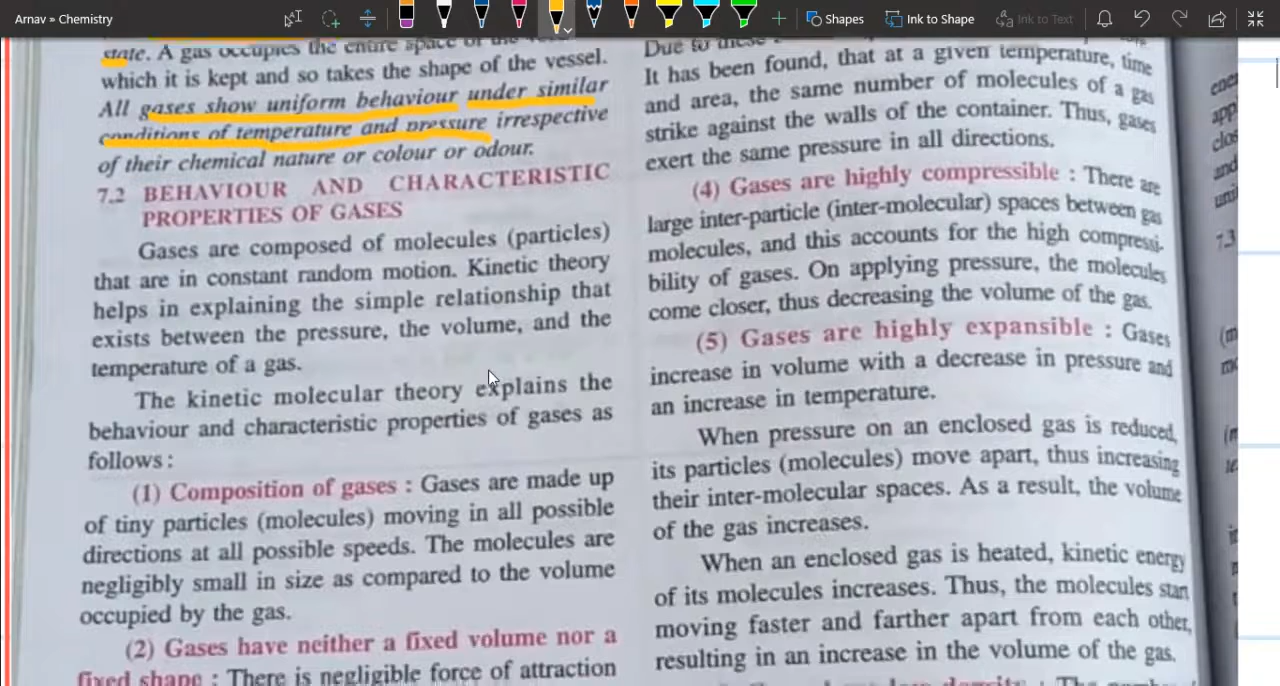 Arnav » Chemistry
Shapes
Ink to Shape
Ink to Text
state. A gas occupies the entire space of the
which it is kept and so takes the shape of the vessel.
All gases show uniform behaviour under similar
conditions of temperature and pressure irrespective
of their chemical nature or colour or odour.
7.2 BEHAVIOUR AND CHARACTERISTIC
PROPERTIES OF GASES
Gases are composed of molecules (particles)
that are in constant random motion. Kinetic theory
helps in explaining the simple relationship that
exists between the pressure, the volume, and the
temperature of a gas.
The kinetic molecular theory explains the
behaviour and characteristic properties of gases as
follows :
(1) Composition of gases : Gases are made up
of tiny particles (molecules) moving in all possible
directions at all possible speeds. The molecules are
negligibly small in size as compared to the volume
occupied by the gas.
(2) Gases have neither a fixed volume nor a
fixed shape : There is negligible force of attraction
Due to these
It has been found, that at a given temperature, time
and area, the same number of molecules of a gas
strike against the walls of the container. Thus, gases
exert the same pressure in all directions.
(4) Gases are highly compressible : There are
large inter-particle (inter-molecular) spaces between gas
molecules, and this accounts for the high compressi-
bility of gases. On applying pressure, the molecules
come closer, thus decreasing the volume of the gas.
(5) Gases are highly expansible : Gases
increase in volume with a decrease in pressure and
an increase in temperature.
When pressure on an enclosed gas is reduced,
its particles (molecules) move apart, thus increasing
their inter-molecular spaces. As a result, the volume
of the gas increases.
When an enclosed gas is heated, kinetic energy
of its molecules increases. Thus, the molecules start
moving faster and farther apart from each other,
resulting in an increase in the volume of the gas.
7.3